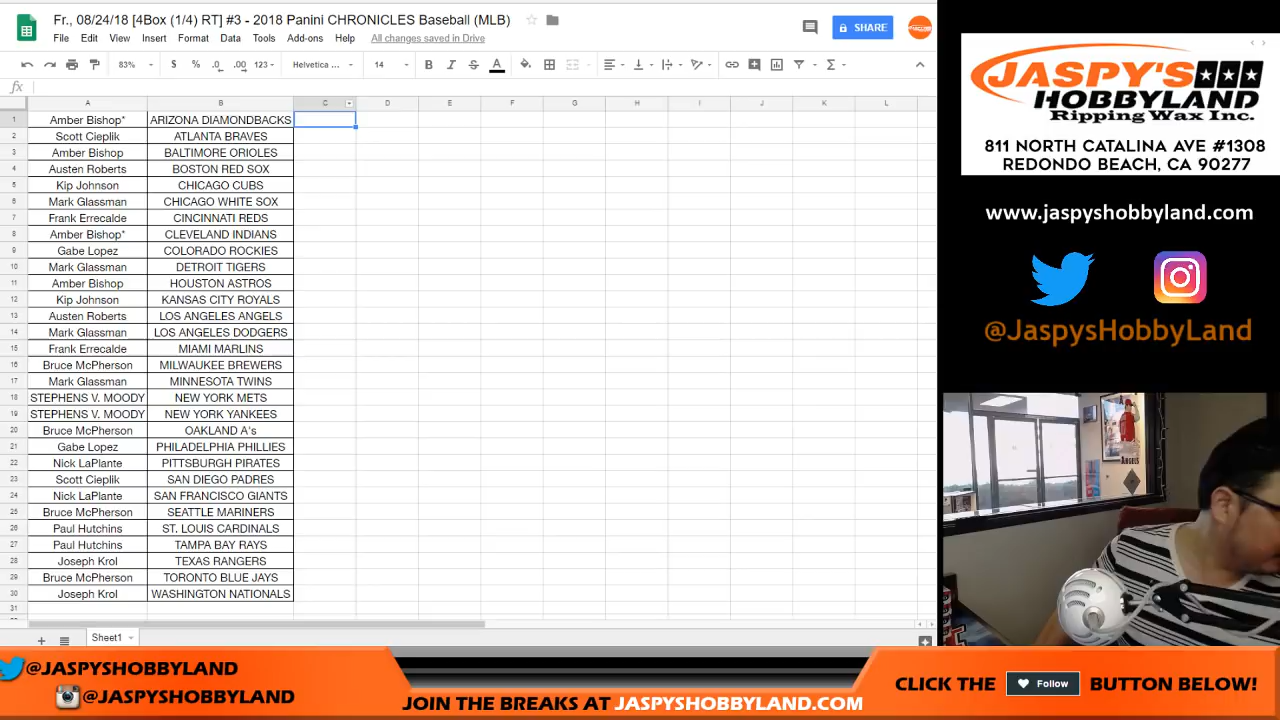 Fr., 08/24/18 [4Box (1/4) RT] #3 - 2018 Panini CHRONICLES Baseball (MLB)
File Edit View Insert Format Data Tools Add-ons Help All changes saved in Drive
SHARE
83% $ % .0 .00 123 Helvetica ... 14 B I S A Σ
fx
A B C D E F G H I J K L
1 Amber Bishop* ARIZONA DIAMONDBACKS
2 Scott Cieplik ATLANTA BRAVES
3 Amber Bishop BALTIMORE ORIOLES
4 Austen Roberts BOSTON RED SOX
5 Kip Johnson CHICAGO CUBS
6 Mark Glassman CHICAGO WHITE SOX
7 Frank Errecalde CINCINNATI REDS
8 Amber Bishop* CLEVELAND INDIANS
9 Gabe Lopez COLORADO ROCKIES
10 Mark Glassman DETROIT TIGERS
11 Amber Bishop HOUSTON ASTROS
12 Kip Johnson KANSAS CITY ROYALS
13 Austen Roberts LOS ANGELES ANGELS
14 Mark Glassman LOS ANGELES DODGERS
15 Frank Errecalde MIAMI MARLINS
16 Bruce McPherson MILWAUKEE BREWERS
17 Mark Glassman MINNESOTA TWINS
18 STEPHENS V. MOODY NEW YORK METS
19 STEPHENS V. MOODY NEW YORK YANKEES
20 Bruce McPherson OAKLAND A's
21 Gabe Lopez PHILADELPHIA PHILLIES
22 Nick LaPlante PITTSBURGH PIRATES
23 Scott Cieplik SAN DIEGO PADRES
24 Nick LaPlante SAN FRANCISCO GIANTS
25 Bruce McPherson SEATTLE MARINERS
26 Paul Hutchins ST. LOUIS CARDINALS
27 Paul Hutchins TAMPA BAY RAYS
28 Joseph Krol TEXAS RANGERS
29 Bruce McPherson TORONTO BLUE JAYS
30 Joseph Krol WASHINGTON NATIONALS
31
Sheet1
JASPY'S
HOBBYLAND
Ripping Wax Inc.
811 NORTH CATALINA AVE #1308
REDONDO BEACH, CA 90277
www.jaspyshobbyland.com
@JaspysHobbyLand
ANGELS
@JASPYSHOBBYLAND
@JASPYSHOBBYLAND
JOIN THE BREAKS AT JASPYSHOBBYLAND.COM
CLICK THE Follow BUTTON BELOW!